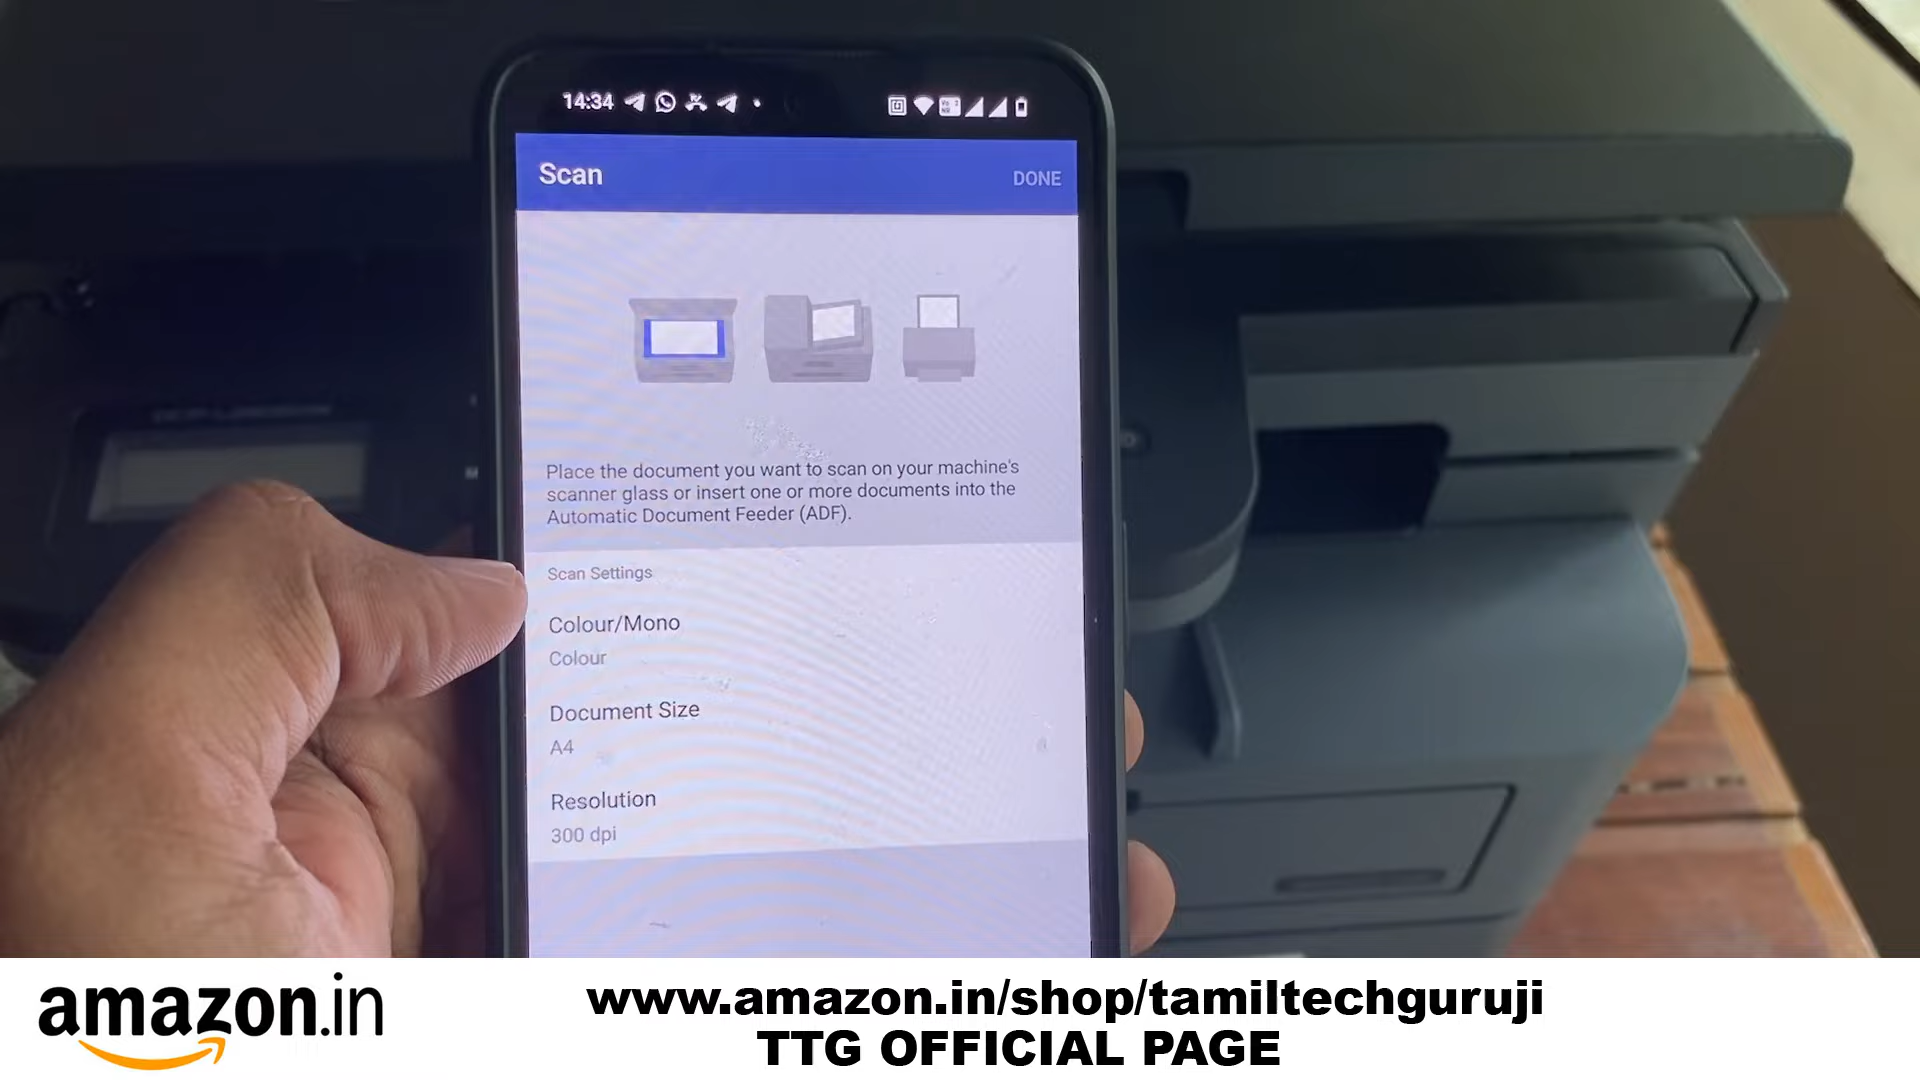 14:34
Scan
DONE
Place the document you want to scan on your machine's
scanner glass or insert one or more documents into the
Automatic Document Feeder (ADF).
Scan Settings
Colour/Mono
Colour
Document Size
A4
Resolution
300 dpi
amazon.in
www.amazon.in/shop/tamiltechguruji
TTG OFFICIAL PAGE